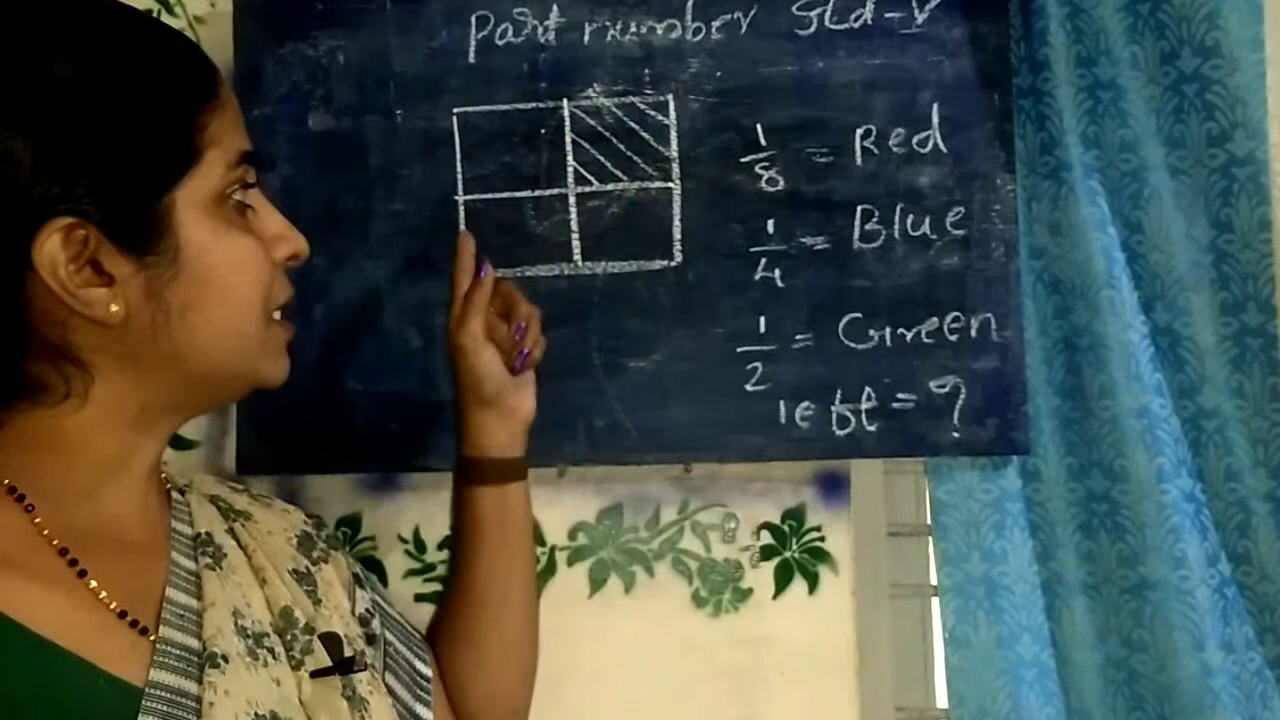 Part number Std-V
1/8 = Red
1/4 = Blue
1/2 = Green
left = ?